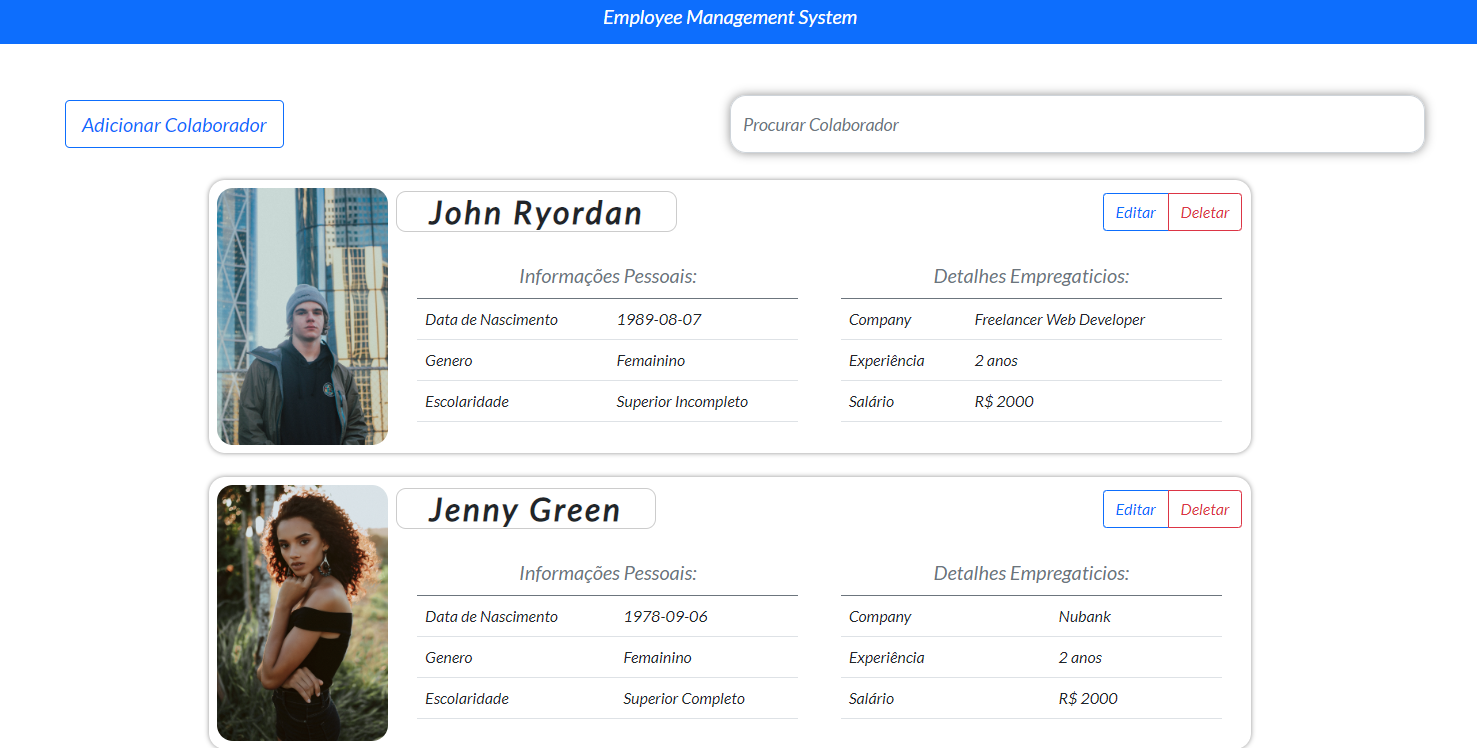 Employee Management System
Adicionar Colaborador
Procurar Colaborador
John Ryordan
Editar Deletar
Informações Pessoais:
Data de Nascimento 1989-08-07
Genero Femainino
Escolaridade Superior Incompleto
Detalhes Empregaticios:
Company Freelancer Web Developer
Experiência 2 anos
Salário R$ 2000
Jenny Green
Editar Deletar
Informações Pessoais:
Data de Nascimento 1978-09-06
Genero Femainino
Escolaridade Superior Completo
Detalhes Empregaticios:
Company Nubank
Experiência 2 anos
Salário R$ 2000